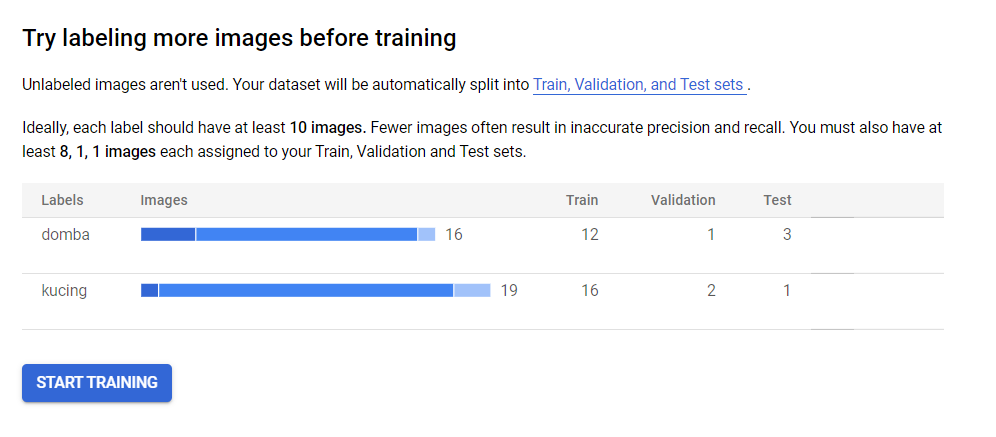 Try labeling more images before training
Unlabeled images aren't used. Your dataset will be automatically split into Train, Validation, and Test sets .
Ideally, each label should have at least 10 images. Fewer images often result in inaccurate precision and recall. You must also have at
least 8, 1, 1 images each assigned to your Train, Validation and Test sets.
Labels Images Train Validation Test
domba 16 12 1 3
kucing 19 16 2 1
START TRAINING